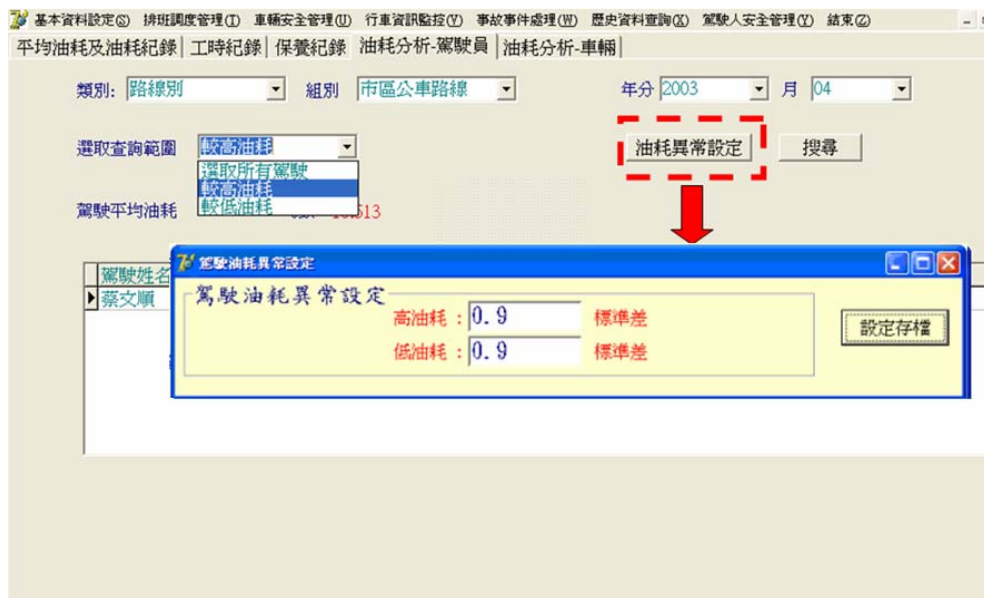 基本資料設定(S) 排班調度管理(T) 車輛安全管理(U) 行車資訊監控(V) 事故事件處理(W) 歷史資料查詢(X) 駕駛人安全管理(Y) 結束(Z)
平均油耗及油耗紀錄 工時紀錄 保養紀錄 油耗分析-駕駛員 油耗分析-車輛
類別: 路線別 組別 市區公車路線 年分 2003 月 04
選取查詢範圍 較高油耗 油耗異常設定 搜尋
選取所有駕駛
較高油耗
較低油耗
駕駛平均油耗 513
駕駛姓名
蔡文順
駕駛油耗異常設定
駕駛油耗異常設定
高油耗 : 0.9 標準差
低油耗 : 0.9 標準差
設定存檔